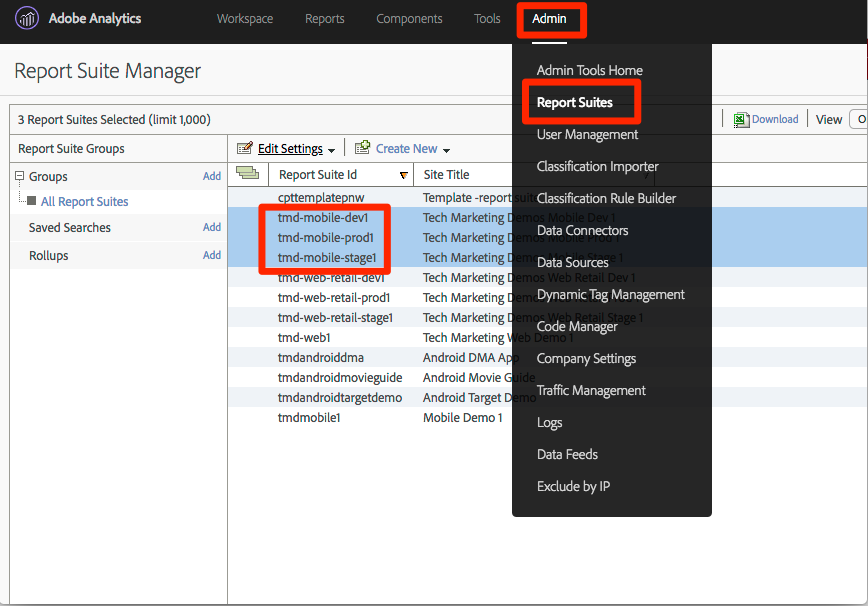 Adobe Analytics Workspace Reports Components Tools Admin
Report Suite Manager
Admin Tools Home
Report Suites
User Management
Classification Importer
Classification Rule Builder
Data Connectors
Data Sources
Dynamic Tag Management
Code Manager
Company Settings
Traffic Management
Logs
Data Feeds
Exclude by IP
3 Report Suites Selected (limit 1,000)
Download View
Report Suite Groups
Edit Settings Create New
Groups Add
All Report Suites
Saved Searches Add
Rollups Add
Report Suite Id Site Title
cpttemplatepnw Template -report suite
tmd-mobile-dev1 Tech Marketing Demos Mobile Dev 1
tmd-mobile-prod1 Tech Marketing Demos Mobile Prod 1
tmd-mobile-stage1 Tech Marketing Demos Mobile Stage 1
tmd-web-retail-dev1 Tech Marketing Demos Web Retail Dev 1
tmd-web-retail-prod1 Tech Marketing Demos Web Retail Prod 1
tmd-web-retail-stage1 Tech Marketing Demos Web Retail Stage 1
tmd-web1 Tech Marketing Web Demo 1
tmdandroiddma Android DMA App
tmdandroidmovieguide Android Movie Guide
tmdandroidtargetdemo Android Target Demo
tmdmobile1 Mobile Demo 1